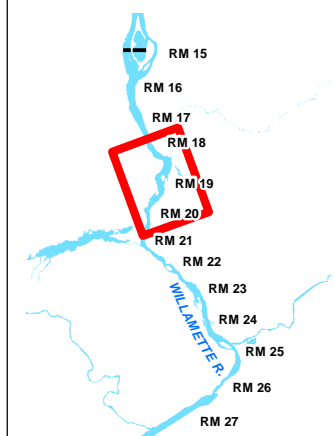 RM 15
RM 16
RM 17
RM 18
RM 19
RM 20
RM 21
RM 22
RM 23
WILLAMETTE R.
RM 24
RM 25
RM 26
RM 27